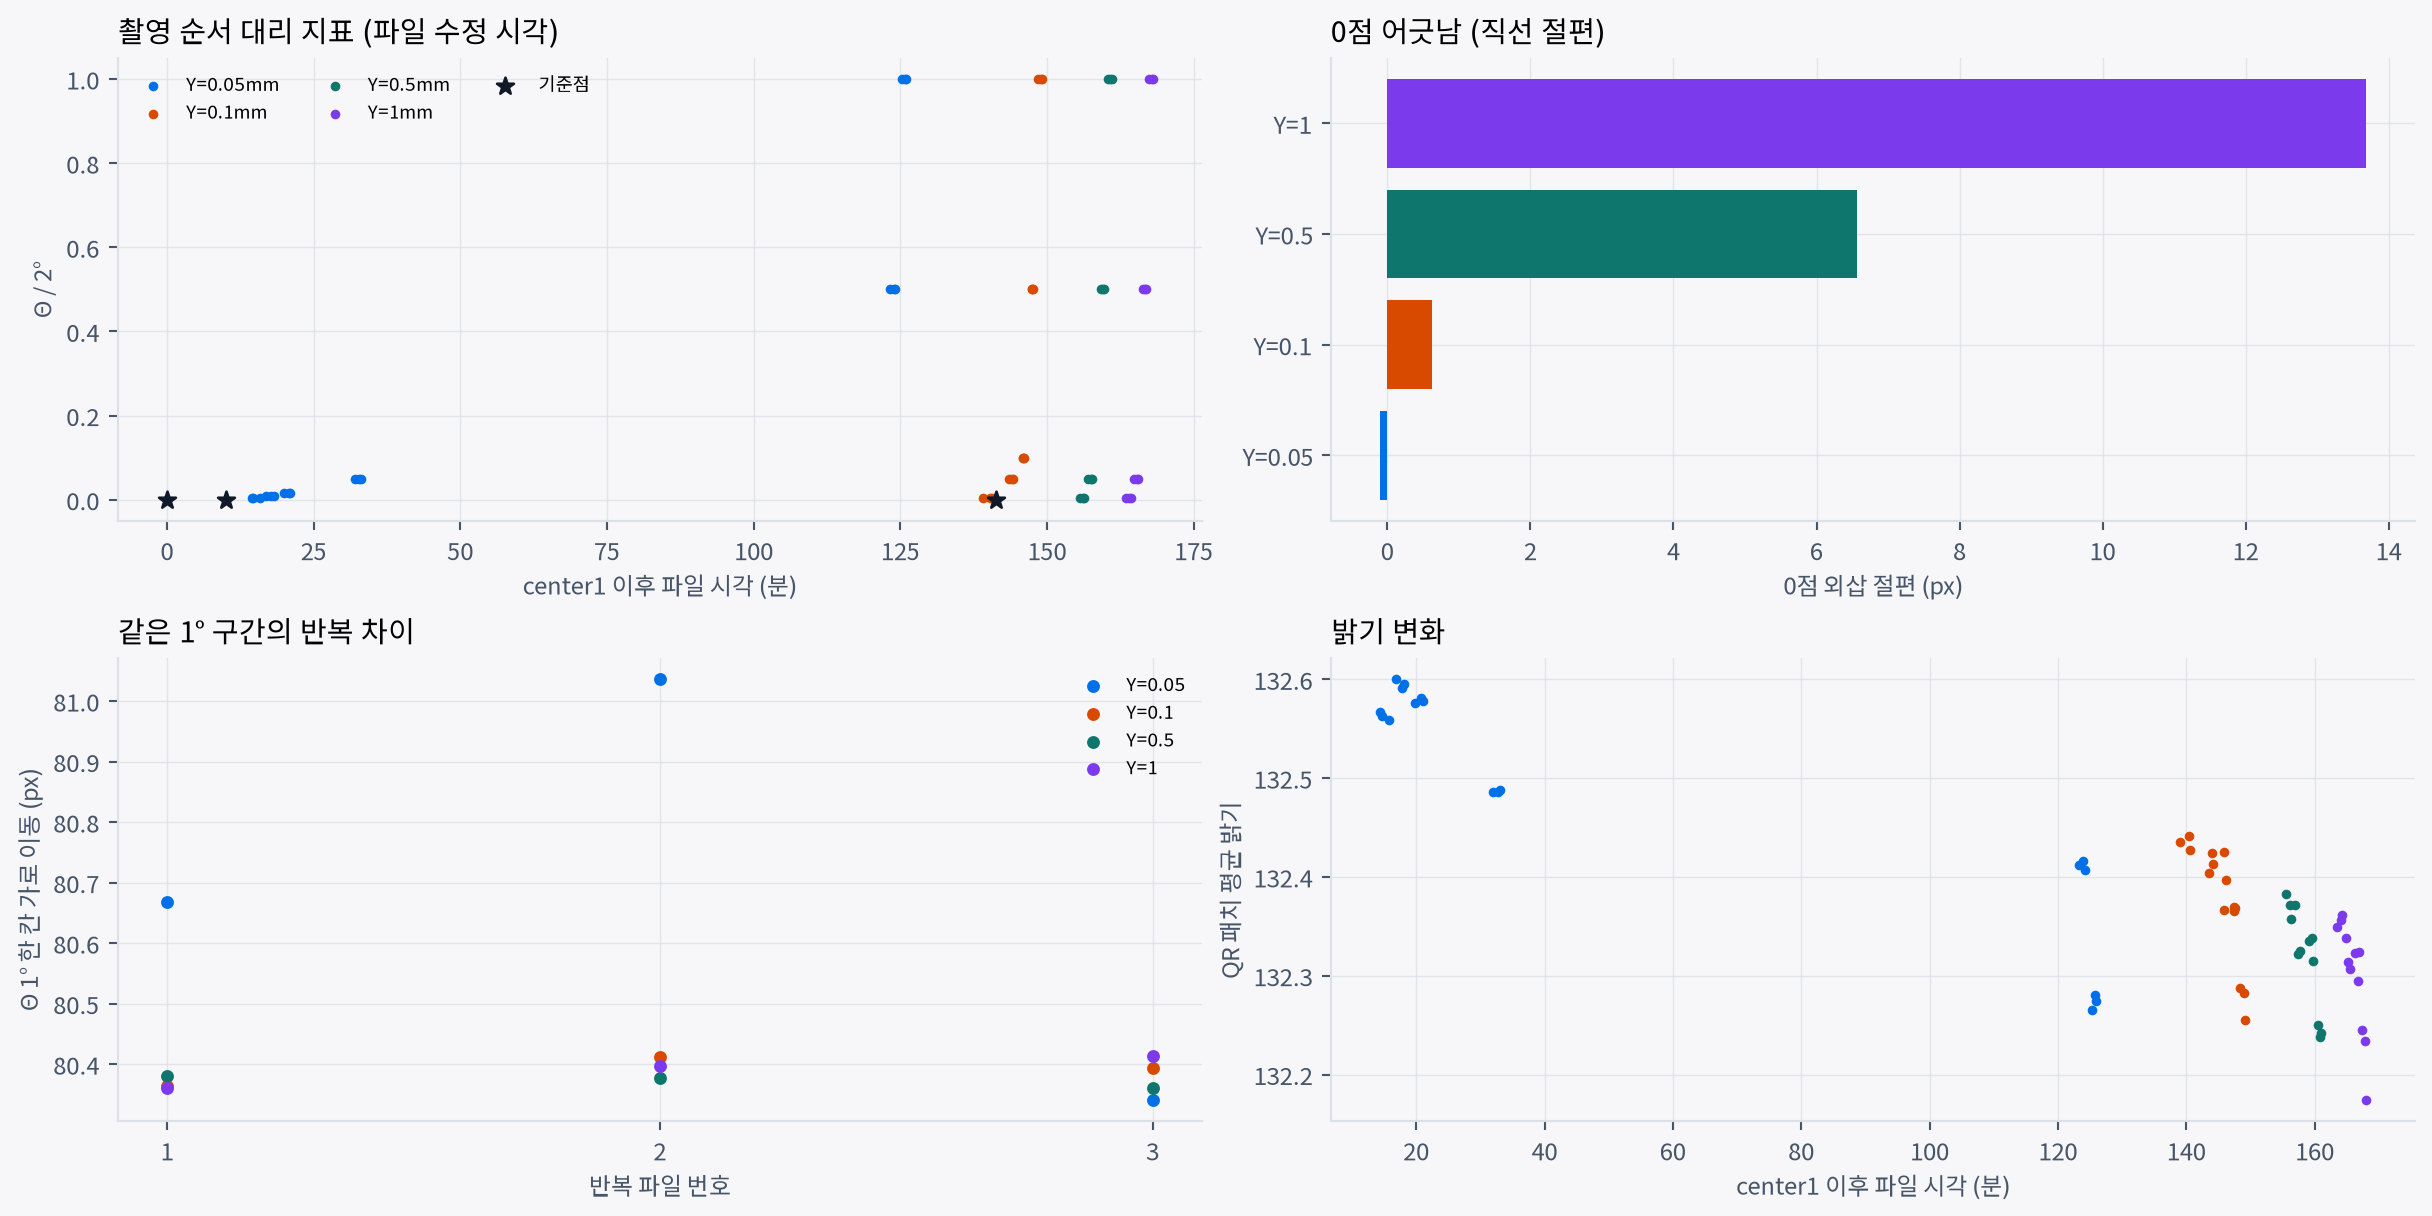 촬영 순서 대리 지표 (파일 수정 시각)
Y=0.05mm
Y=0.1mm
Y=0.5mm
Y=1mm
기준점
Θ / 2°
1.0
0.8
0.6
0.4
0.2
0.0
0 25 50 75 100 125 150 175
center1 이후 파일 시각 (분)
0점 어긋남 (직선 절편)
Y=1
Y=0.5
Y=0.1
Y=0.05
0 2 4 6 8 10 12 14
0점 외삽 절편 (px)
같은 1° 구간의 반복 차이
Y=0.05
Y=0.1
Y=0.5
Y=1
Θ 1° 한 칸 가로 이동 (px)
81.0
80.9
80.8
80.7
80.6
80.5
80.4
1 2 3
반복 파일 번호
밝기 변화
QR 패치 평균 밝기
132.6
132.5
132.4
132.3
132.2
20 40 60 80 100 120 140 160
center1 이후 파일 시각 (분)